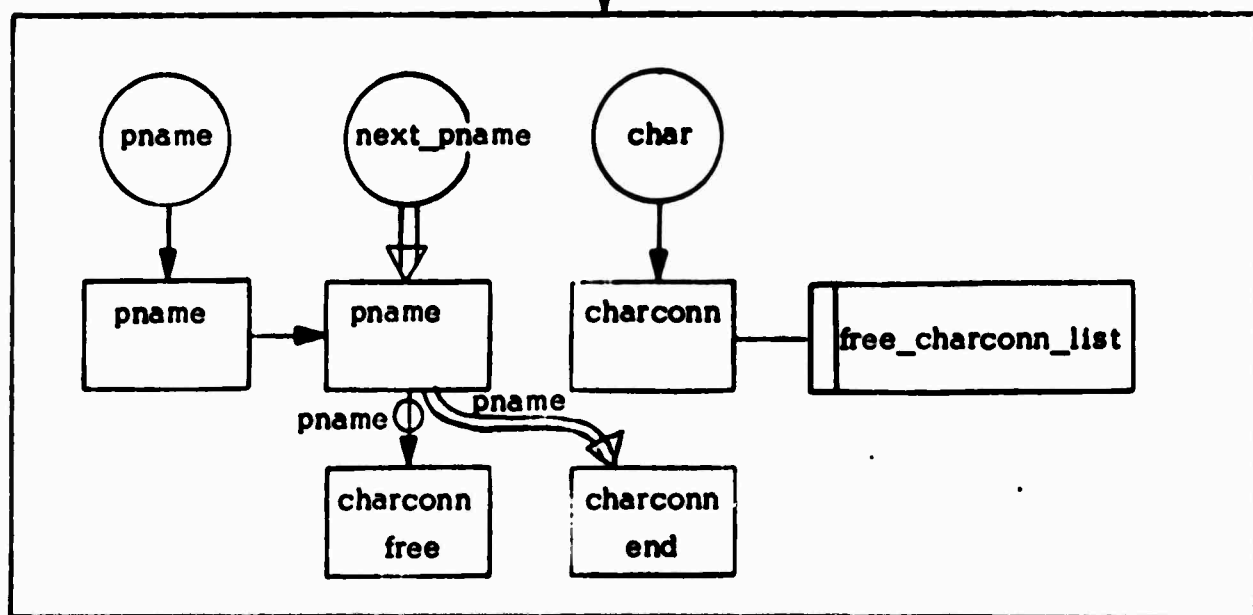 pname
next_pname
char
pname
pname
charconn
free_charconn_list
pname
pname
charconn
free
charconn
end